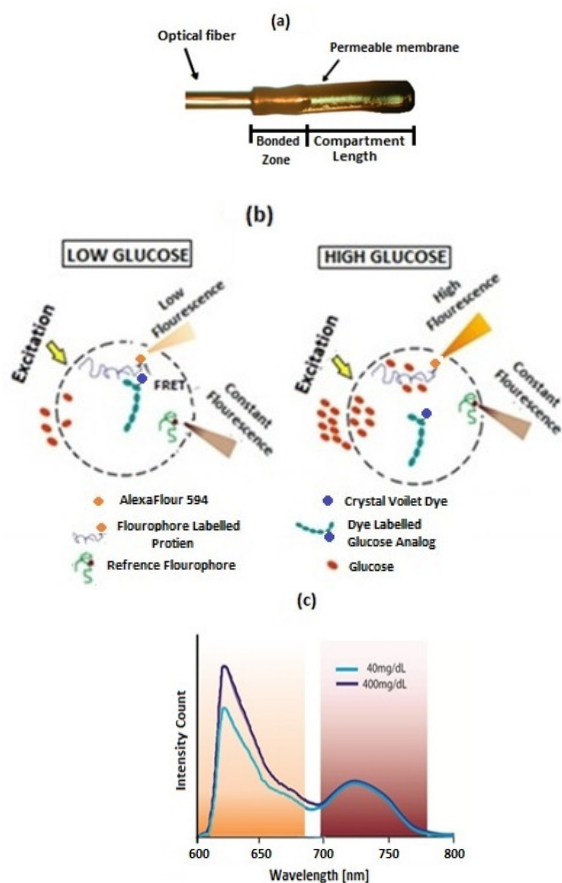 (a)
Optical fiber
Permeable membrane
Bonded
Zone
Compartment
Length
(b)
LOW GLUCOSE
HIGH GLUCOSE
Excitation
Low
Flourescence
FRET
Constant
Flourescence
Excitation
High
Flourescence
Constant
Flourescence
AlexaFlour 594
Flourophore Labelled
Protien
Refrence Flourophore
Crystal Voilet Dye
Dye Labelled
Glucose Analog
Glucose
(c)
40mg/dL
400mg/dL
Intensity Count
600 650 700 750 800
Wavelength [nm]